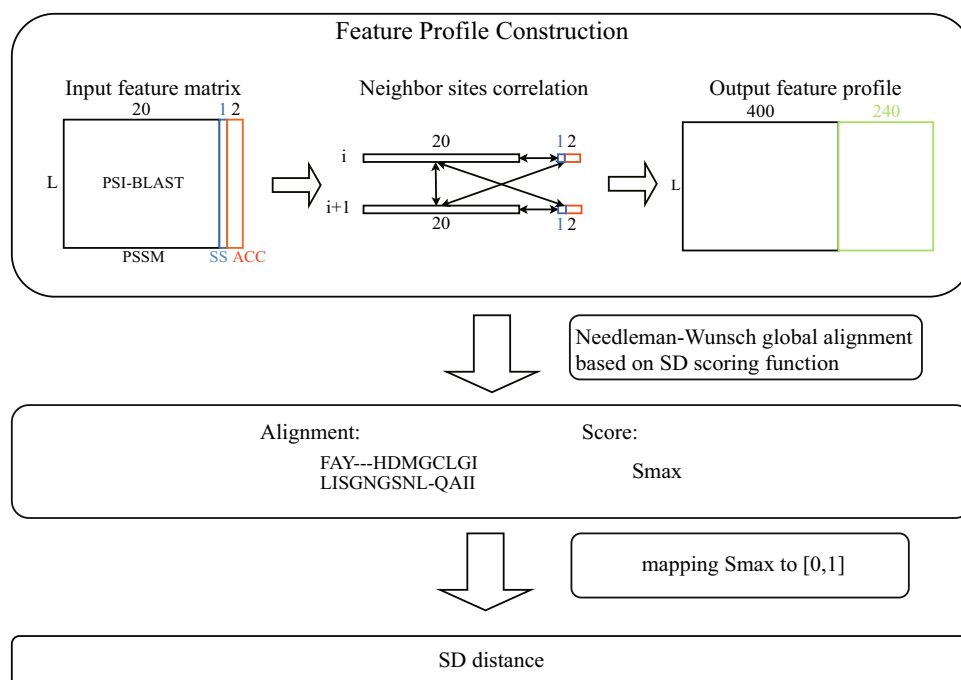 Feature Profile Construction
Input feature matrix
Neighbor sites correlation
Output feature profile
20
1
2
L
PSI-BLAST
PSSM
SS
ACC
i
20
1 2
i+1
20
1 2
400
240
L
Needleman-Wunsch global alignment
based on SD scoring function
Alignment:
Score:
FAY---HDMGCLGI
LISGNGSNL-QAII
Smax
mapping Smax to [0,1]
SD distance